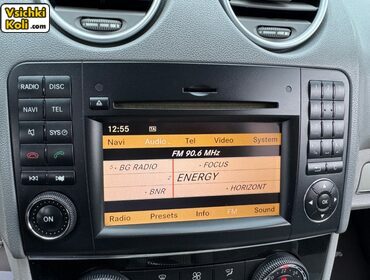 Vsichki
Koli.com
RADIO DISC
NAVI TEL
SYS
ON
12:55
Navi Audio Tel Video System
FM 90.6 MHz
BG RADIO FOCUS
ENERGY
BNR HORIZONT
Radio Presets Info FM Sound
OK